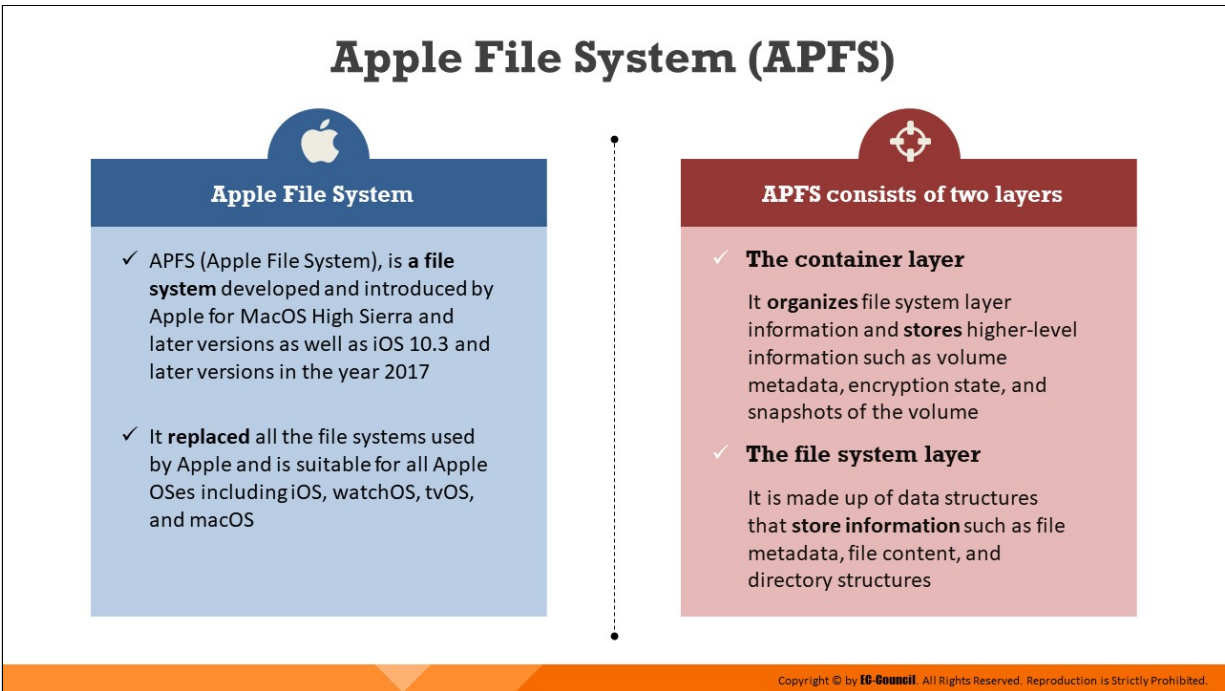 Apple File System (APFS)
Apple File System
✓ APFS (Apple File System), is a file
system developed and introduced by
Apple for MacOS High Sierra and
later versions as well as iOS 10.3 and
later versions in the year 2017
✓ It replaced all the file systems used
by Apple and is suitable for all Apple
OSes including iOS, watchOS, tvOS,
and macOS
APFS consists of two layers
✓ The container layer
It organizes file system layer
information and stores higher-level
information such as volume
metadata, encryption state, and
snapshots of the volume
✓ The file system layer
It is made up of data structures
that store information such as file
metadata, file content, and
directory structures
Copyright © by EC-Council. All Rights Reserved. Reproduction is Strictly Prohibited.